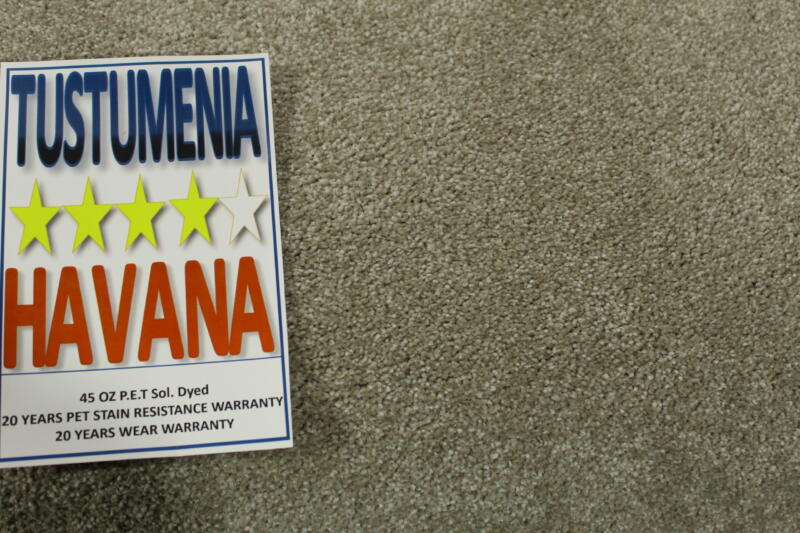 TUSTUMENIA
HAVANA
45 OZ P.E.T Sol. Dyed
20 YEARS PET STAIN RESISTANCE WARRANTY
20 YEARS WEAR WARRANTY